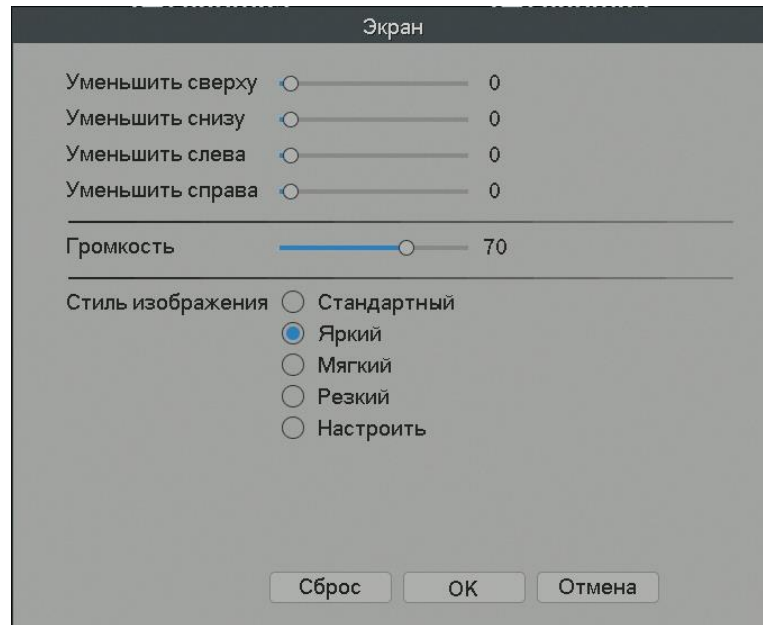 Экран
Уменьшить сверху 0
Уменьшить снизу 0
Уменьшить слева 0
Уменьшить справа 0
Громкость 70
Стиль изображения Стандартный
Яркий
Мягкий
Резкий
Настроить
Сброс OK Отмена